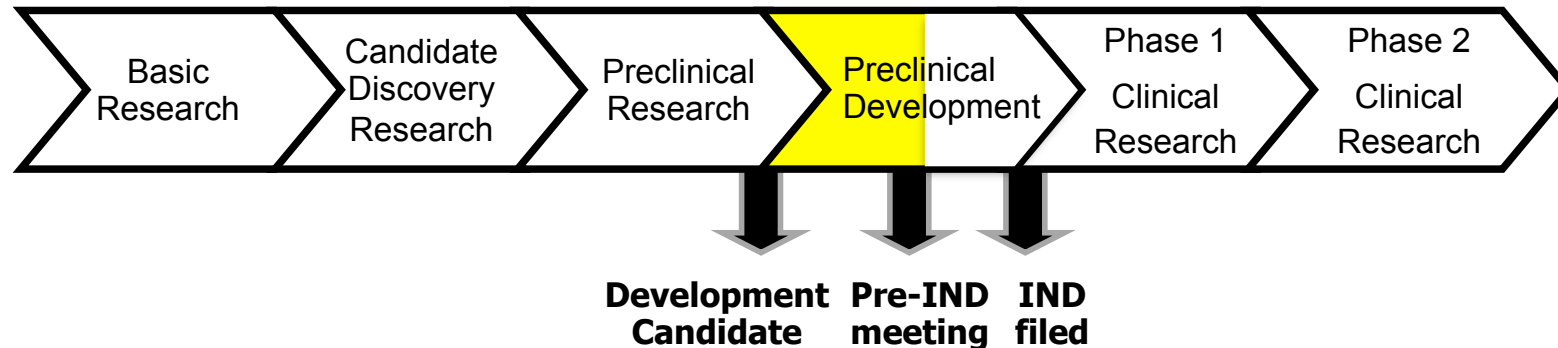 Basic
Research
Candidate
Discovery
Research
Preclinical
Research
Preclinical
Development
Phase 1
Clinical
Research
Phase 2
Clinical
Research
Development
Candidate
Pre-IND
meeting
IND
filed